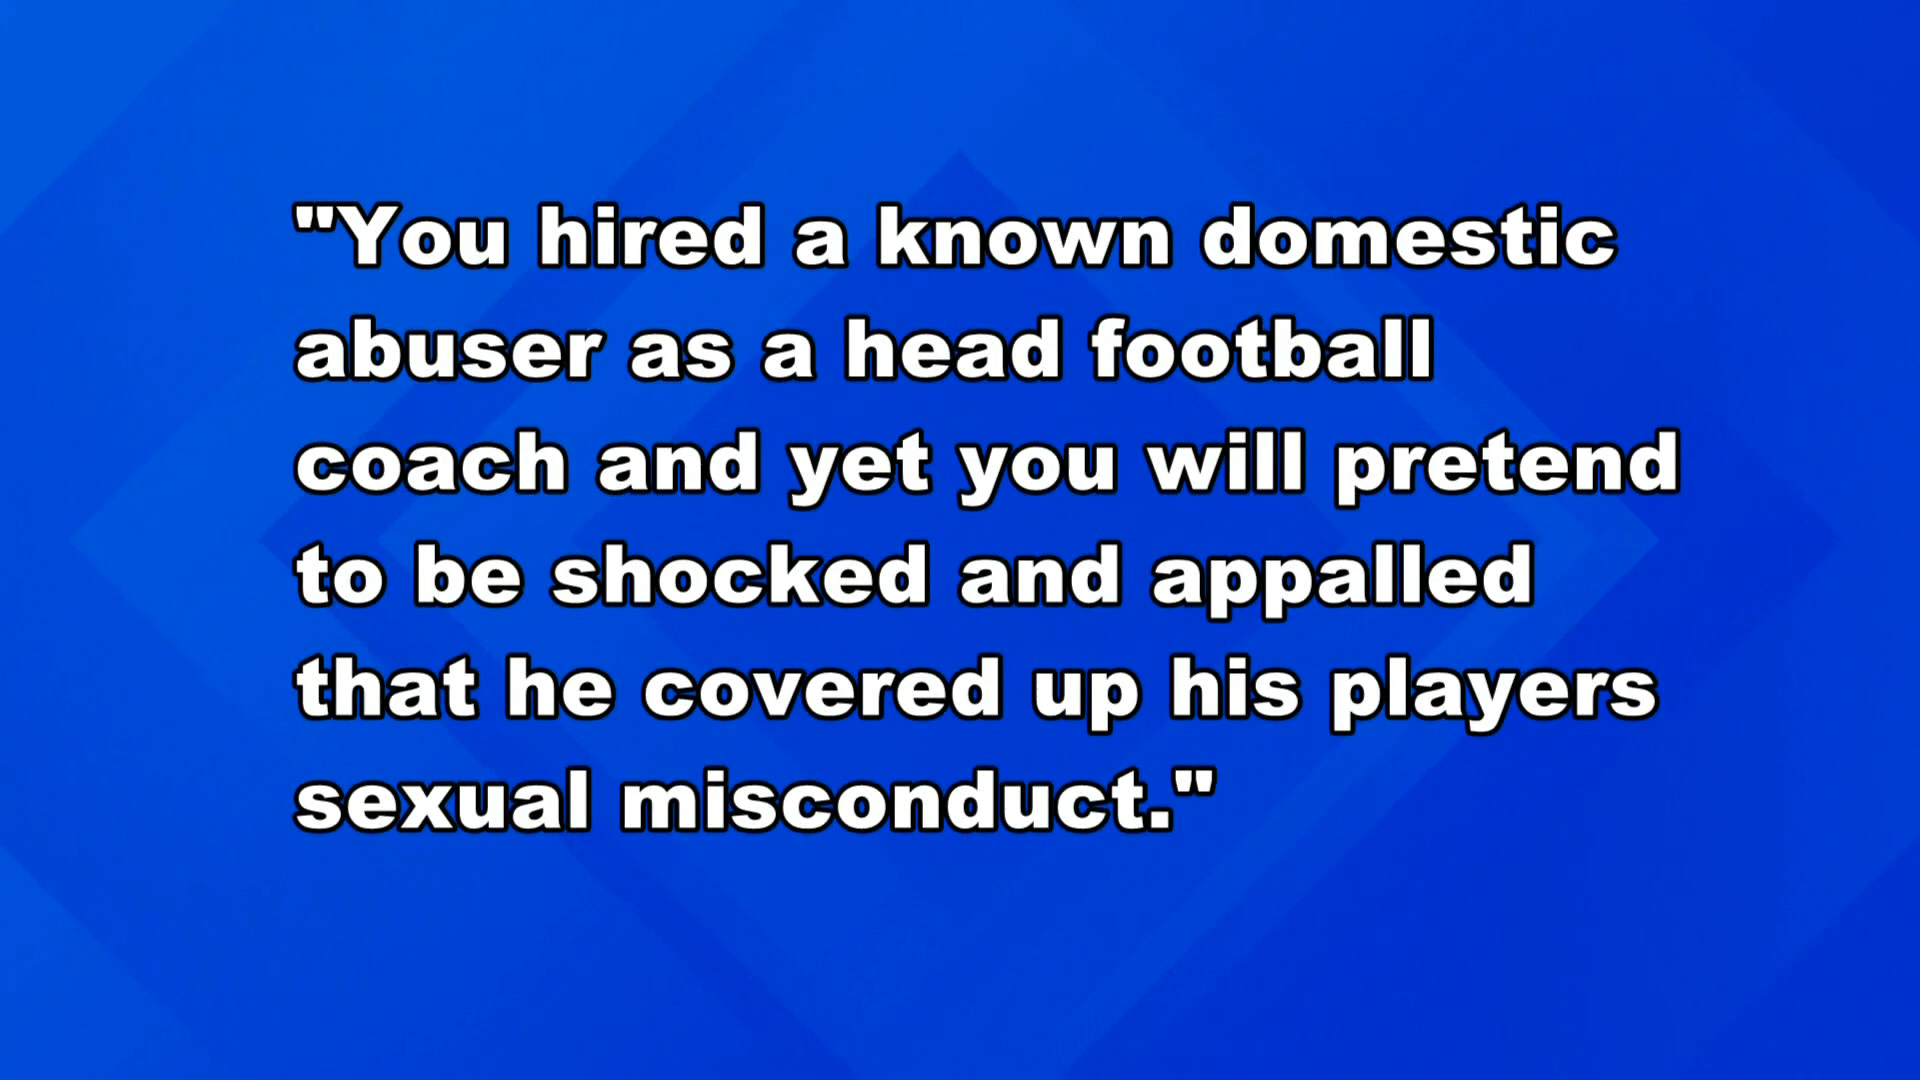 "You hired a known domestic
abuser as a head football
coach and yet you will pretend
to be shocked and appalled
that he covered up his players
sexual misconduct."